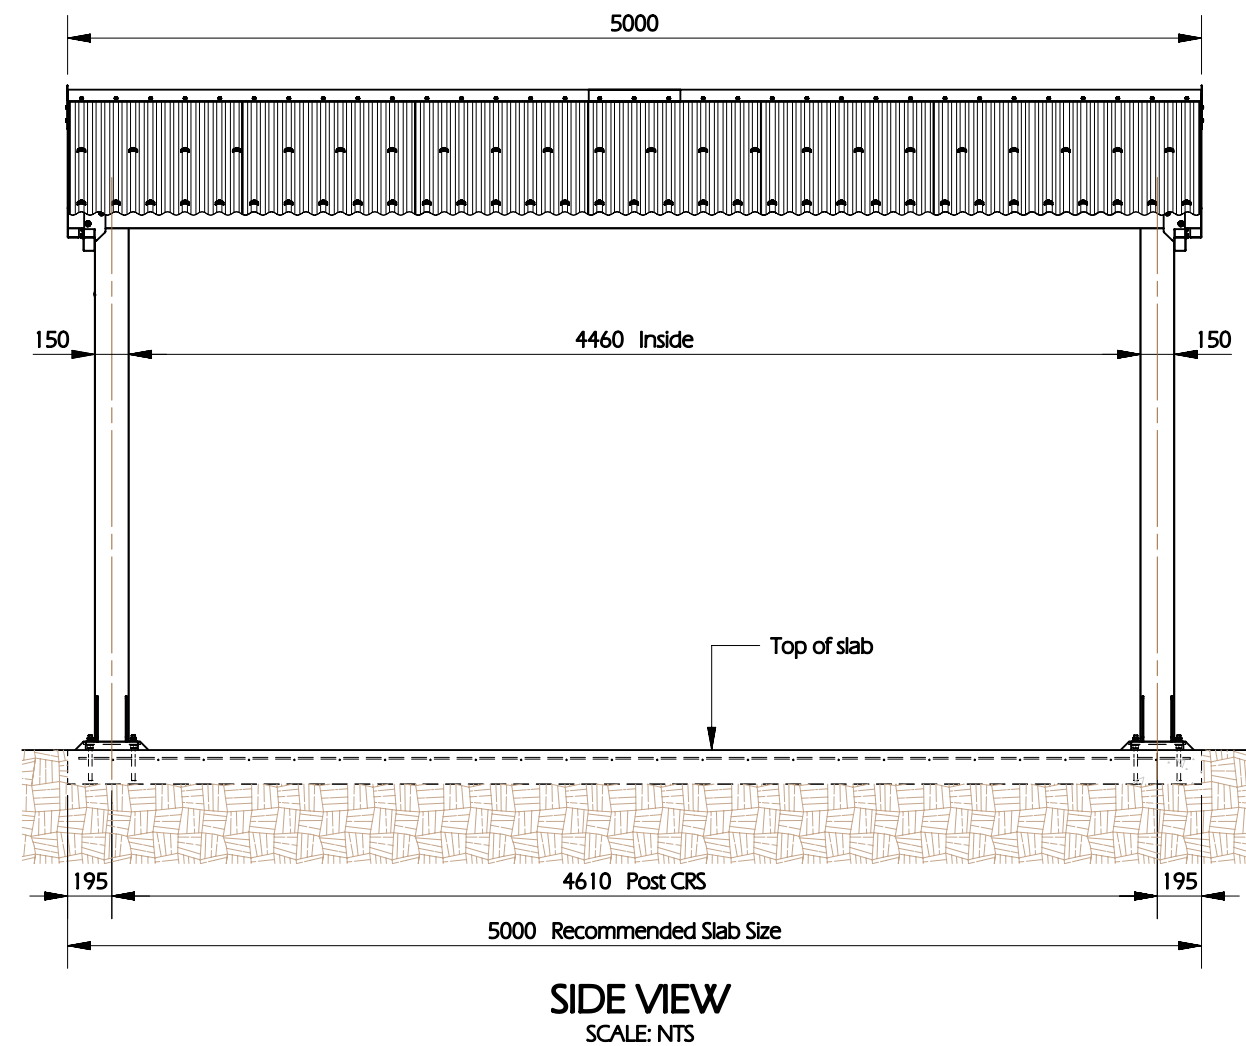 5000
150
4460 Inside
150
Top of slab
195
4610 Post CRS
195
5000 Recommended Slab Size
SIDE VIEW
SCALE: NTS